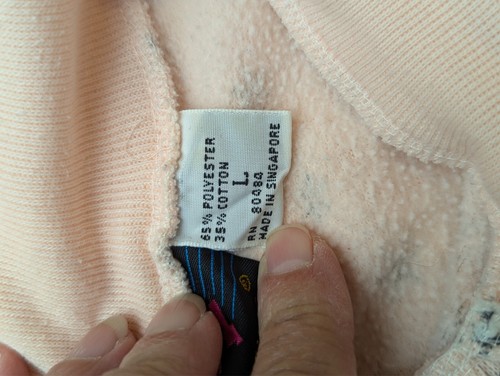 65% POLYESTER
35% COTTON
L
RN 80484
MADE IN SINGAPORE